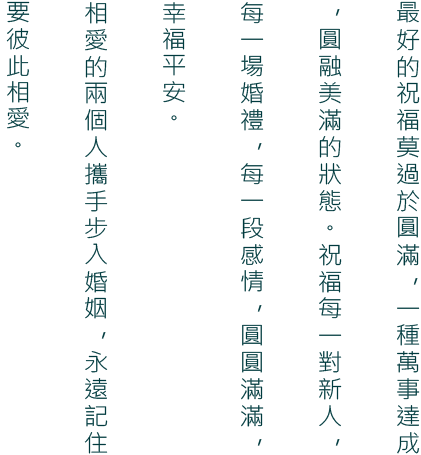 最好的祝福莫過於圓滿，一種萬事達成
，圓融美滿的狀態。祝福每一對新人，
每一場婚禮，每一段感情，圓圓滿滿，
幸福平安。
相愛的兩個人攜手步入婚姻，永遠記住
要彼此相愛。